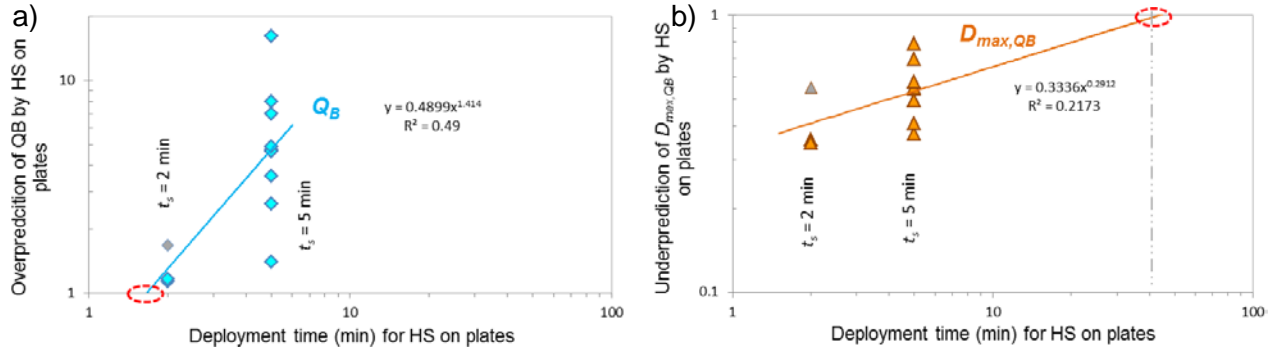 a)
Overpredcition of QB by HS on
plates
10
1
Q_B
y = 0.4899x^1.414
R² = 0.49
t_s = 2 min
t_s = 5 min
1
10
100
Deployment time (min) for HS on plates
b)
Underprediction of D_max,QB by HS
on plates
1
0.1
D_max,QB
y = 0.3336x^0.2912
R² = 0.2173
t_s = 2 min
t_s = 5 min
1
10
100
Deployment time (min) for HS on plates